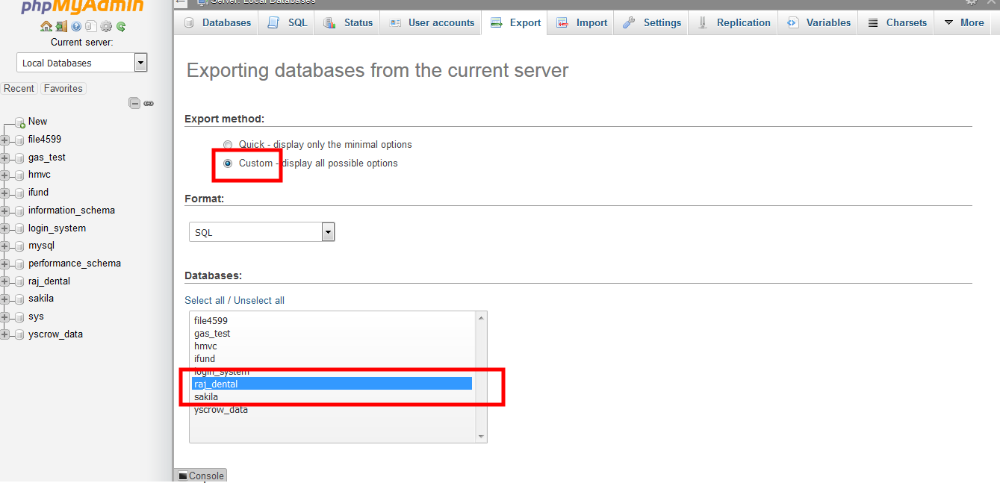 phpMyAdmin
Server: Local Databases
Current server:
Local Databases
Recent Favorites
New
file4599
gas_test
hmvc
ifund
information_schema
login_system
mysql
performance_schema
raj_dental
sakila
sys
yscrow_data
Databases SQL Status User accounts Export Import Settings Replication Variables Charsets More
Exporting databases from the current server
Export method:
Quick - display only the minimal options
Custom - display all possible options
Format:
SQL
Databases:
Select all / Unselect all
file4599
gas_test
hmvc
ifund
login_system
raj_dental
sakila
yscrow_data
Console